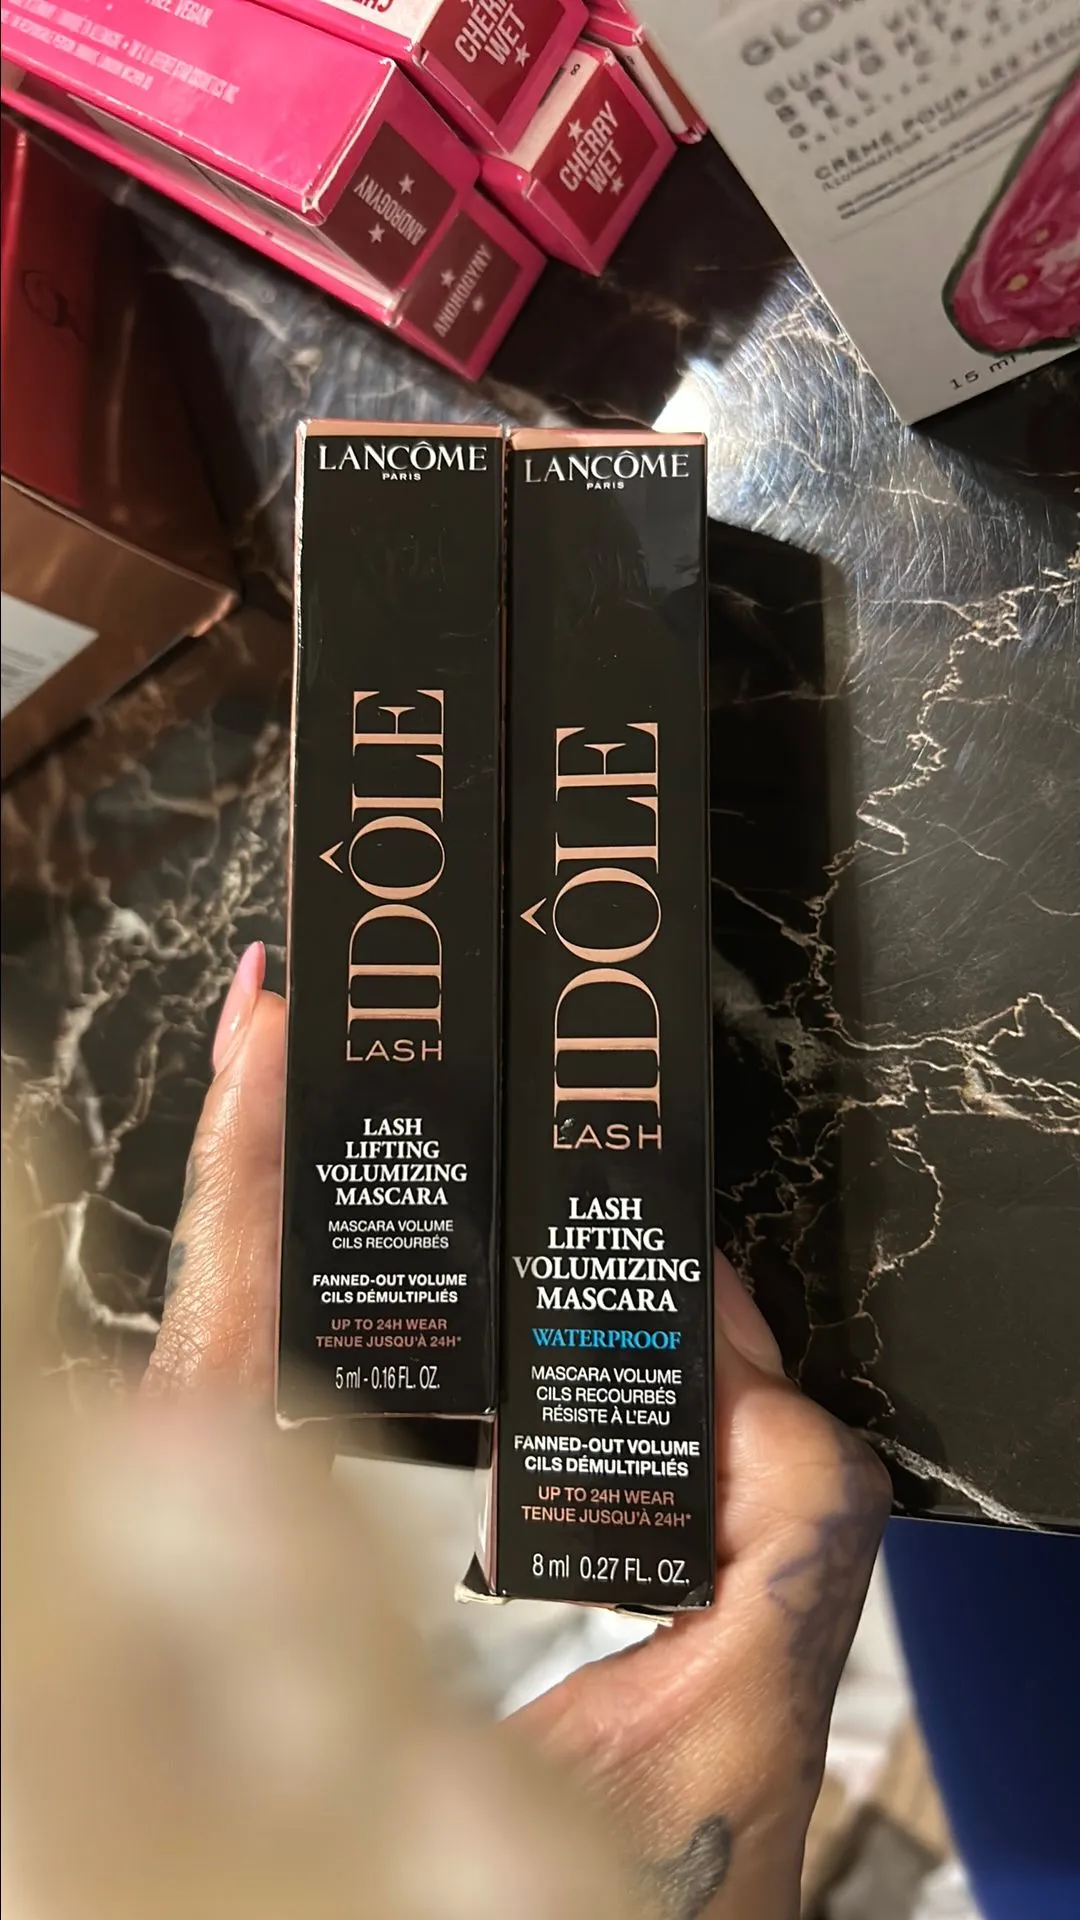 CHERRY
WET
CHERRY
WET
ANDROGYNY
ANDROGYNY
GUAVA
CRÈME POUR LES YEUX
15 ml
LANCÔME
PARIS
IDÔLE
LASH
LASH
LIFTING
VOLUMIZING
MASCARA
MASCARA VOLUME
CILS RECOURBÉS
FANNED-OUT VOLUME
CILS DÉMULTIPLIÉS
UP TO 24H WEAR
TENUE JUSQU'À 24H*
5 ml - 0.16 FL. OZ.
LANCÔME
PARIS
IDÔLE
LASH
LASH
LIFTING
VOLUMIZING
MASCARA
WATERPROOF
MASCARA VOLUME
CILS RECOURBÉS
RÉSISTE À L'EAU
FANNED-OUT VOLUME
CILS DÉMULTIPLIÉS
UP TO 24H WEAR
TENUE JUSQU'À 24H*
8 ml 0.27 FL. OZ.